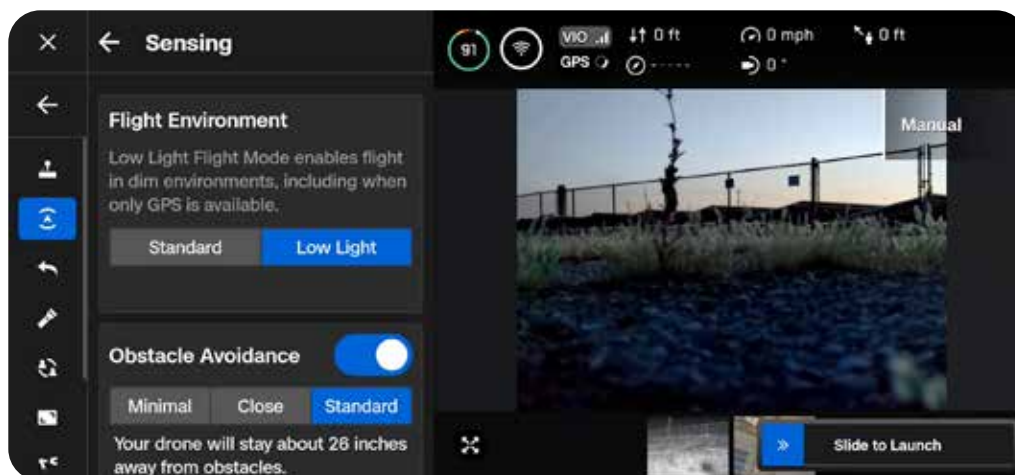 Sensing
Flight Environment
Low Light Flight Mode enables flight
in dim environments, including when
only GPS is available.
Standard
Low Light
Obstacle Avoidance
Minimal
Close
Standard
Your drone will stay about 26 inches
away from obstacles.
91
VIO
GPS
0 ft
-----
0 mph
0 °
0 ft
Manual
Slide to Launch